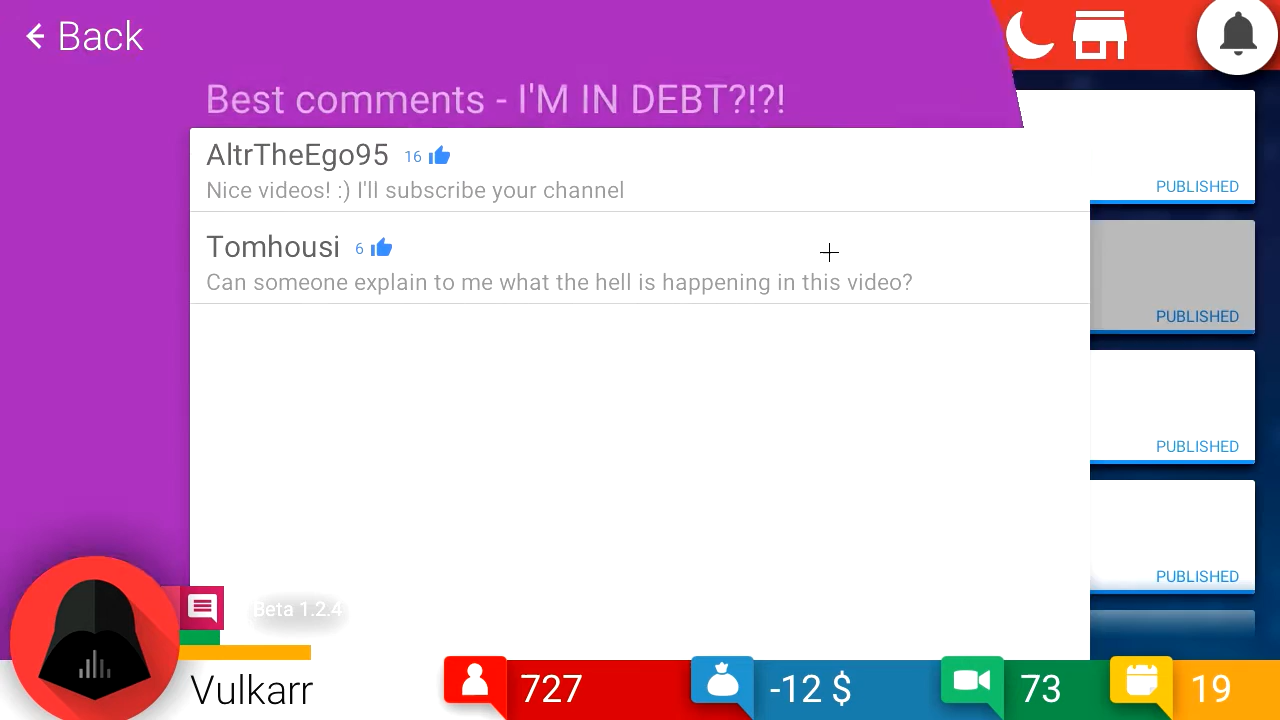 Back
Best comments - I'M IN DEBT?!?!
AltrTheEgo95 16
Nice videos! :) I'll subscribe your channel
PUBLISHED
Tomhousi 6
Can someone explain to me what the hell is happening in this video?
PUBLISHED
PUBLISHED
PUBLISHED
Beta 1.2.4
Vulkarr
727
-12 $
73
19